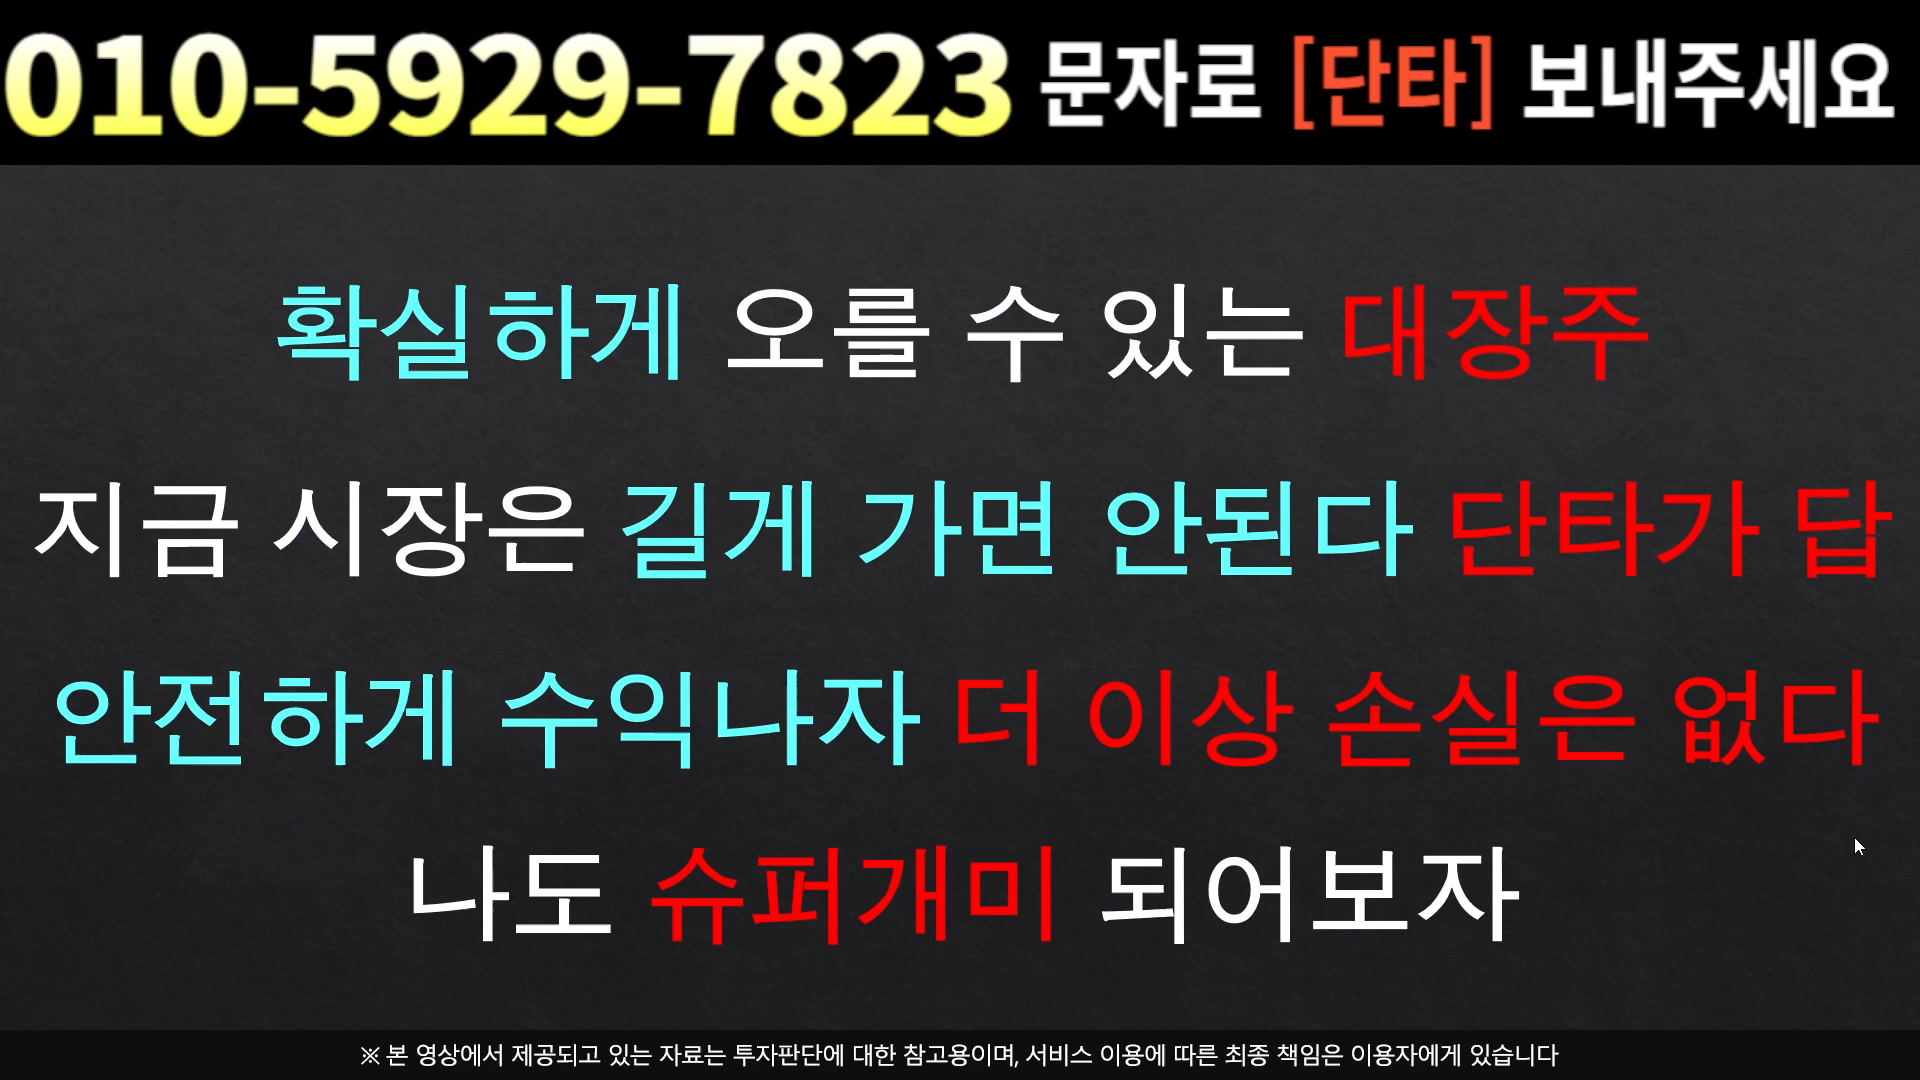 010-5929-7823 문자로 [단타] 보내주세요
확실하게 오를 수 있는 대장주
지금 시장은 길게 가면 안된다 단타가 답
안전하게 수익나자 더 이상 손실은 없다
나도 슈퍼개미 되어보자
※ 본 영상에서 제공되고 있는 자료는 투자판단에 대한 참고용이며, 서비스 이용에 따른 최종 책임은 이용자에게 있습니다